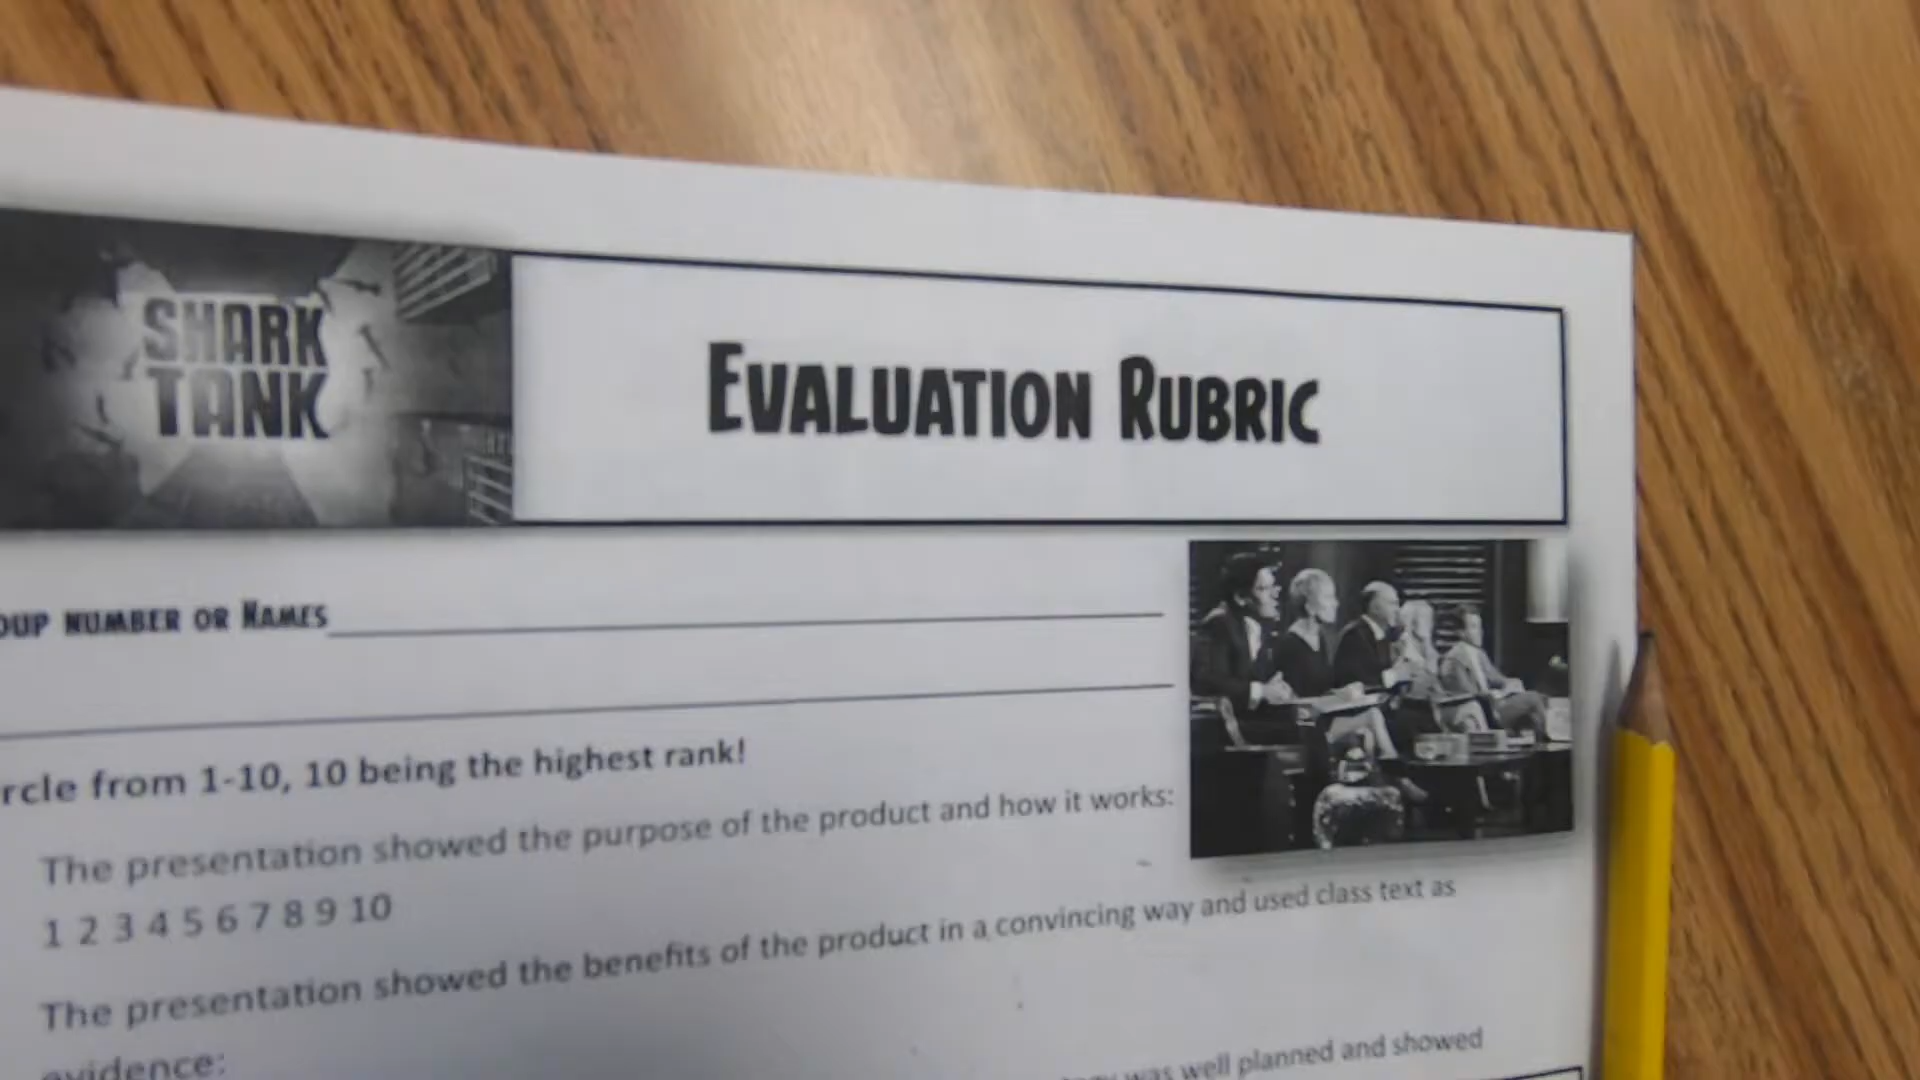 SHARK
TANK
EVALUATION RUBRIC
OUP NUMBER OR NAMES
rcle from 1-10, 10 being the highest rank!
The presentation showed the purpose of the product and how it works:
1 2 3 4 5 6 7 8 9 10
The presentation showed the benefits of the product in a convincing way and used class text as
evidence:
was well planned and showed